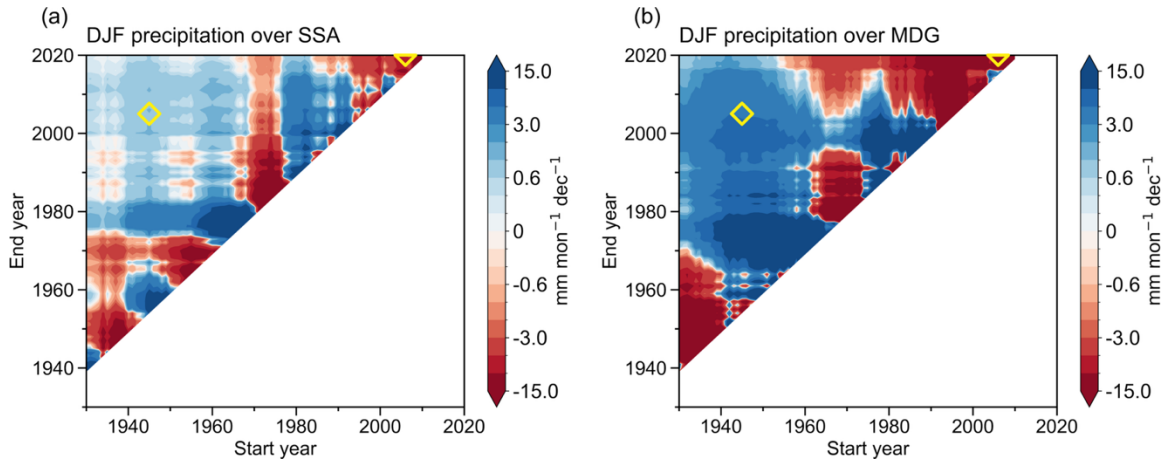 (a)
DJF precipitation over SSA
2020
2000
1980
1960
1940
End year
1940 1960 1980 2000 2020
Start year
15.0
3.0
0.6
0
-0.6
-3.0
-15.0
mm mon⁻¹ dec⁻¹
(b)
DJF precipitation over MDG
2020
2000
1980
1960
1940
End year
1940 1960 1980 2000 2020
Start year
15.0
3.0
0.6
0
-0.6
-3.0
-15.0
mm mon⁻¹ dec⁻¹